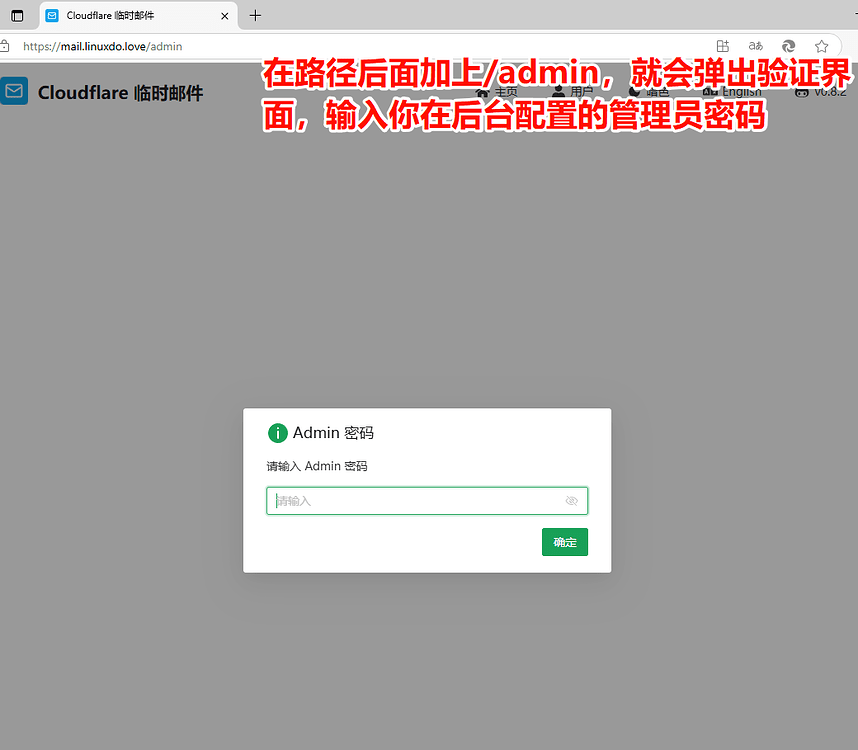 Cloudflare 临时邮件
https://mail.linuxdo.love/admin
aあ
在路径后面加上/admin，就会弹出验证界
面，输入你在后台配置的管理员密码
Cloudflare 临时邮件
主页
用户
暗色
English
v0.8.2
Admin 密码
请输入 Admin 密码
请输入
确定